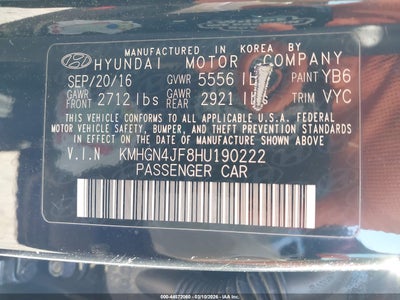 MANUFACTURED IN KOREA BY
HYUNDAI MOTOR COMPANY
SEP/20/16 GVWR 5556 lb PAINT YB6
GAWR FRONT 2712 lbs GAWR 2921 lbs TRIM VYC
THIS VEHICLE CONFORMS TO ALL APPLICABLE FEDERAL MOTOR
VEHICLE SAFETY, BUMPER, AND THEFT PREVENTION STANDARDS
IN EFFECT ON THE DATE OF MANUFACTURE SHOWN ABOVE.
V.I.N KMHGN4JF8HU190222
PASSENGER CAR